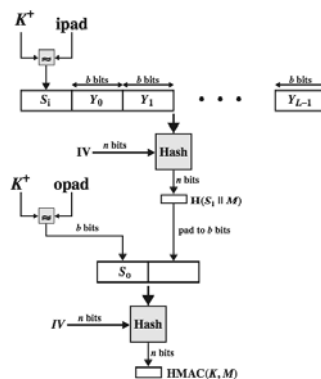 K+ ipad
b bits b bits b bits
Si Y0 Y1 • • • YL–1
IV n bits Hash
n bits
K+ opad H(Si || M)
b bits pad to b bits
So
IV n bits Hash
n bits
HMAC(K, M)